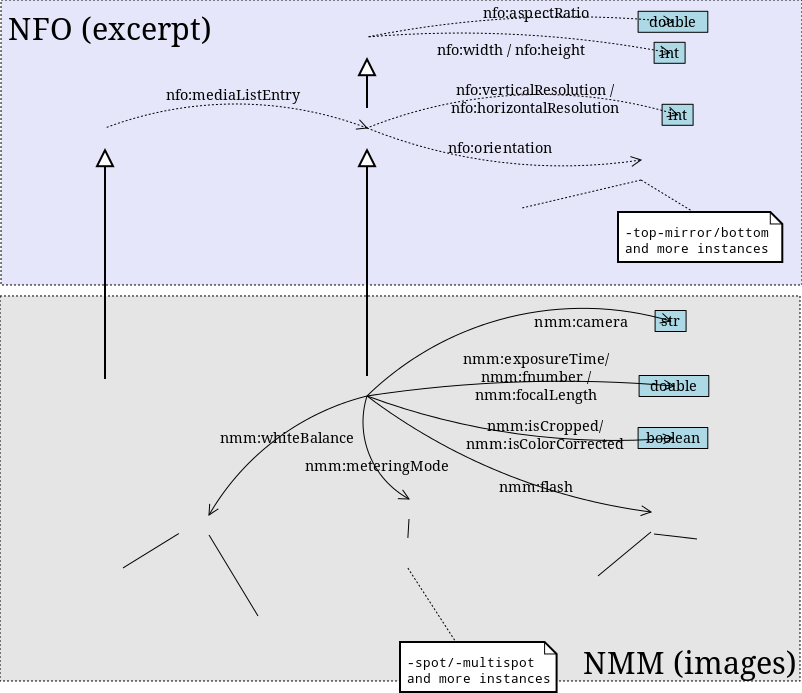 NFO (excerpt)
nfo:aspectRatio
double
nfo:width / nfo:height
int
nfo:mediaListEntry
nfo:verticalResolution /
nfo:horizontalResolution
int
nfo:orientation
-top-mirror/bottom
and more instances
nmm:camera
str
nmm:exposureTime/
nmm:fnumber /
nmm:focalLength
double
nmm:isCropped/
nmm:isColorCorrected
boolean
nmm:whiteBalance
nmm:meteringMode
nmm:flash
-spot/-multispot
and more instances
NMM (images)